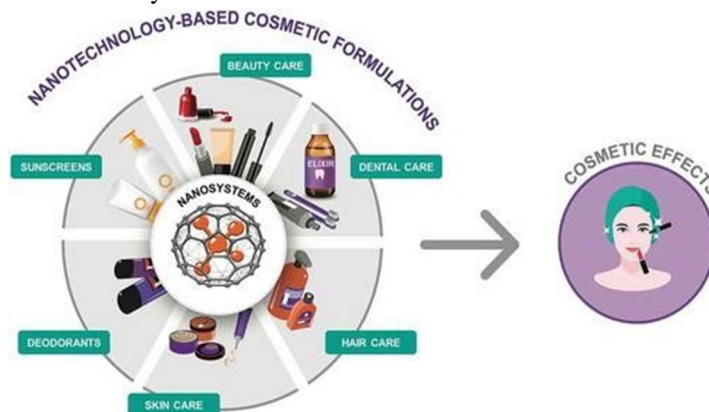 NANOTECHNOLOGY-BASED COSMETIC FORMULATIONS
BEAUTY CARE
SUNSCREENS
ELIXIR
DENTAL CARE
NANOSYSTEMS
COSMETIC EFFECTS
DEODORANTS
HAIR CARE
SKIN CARE